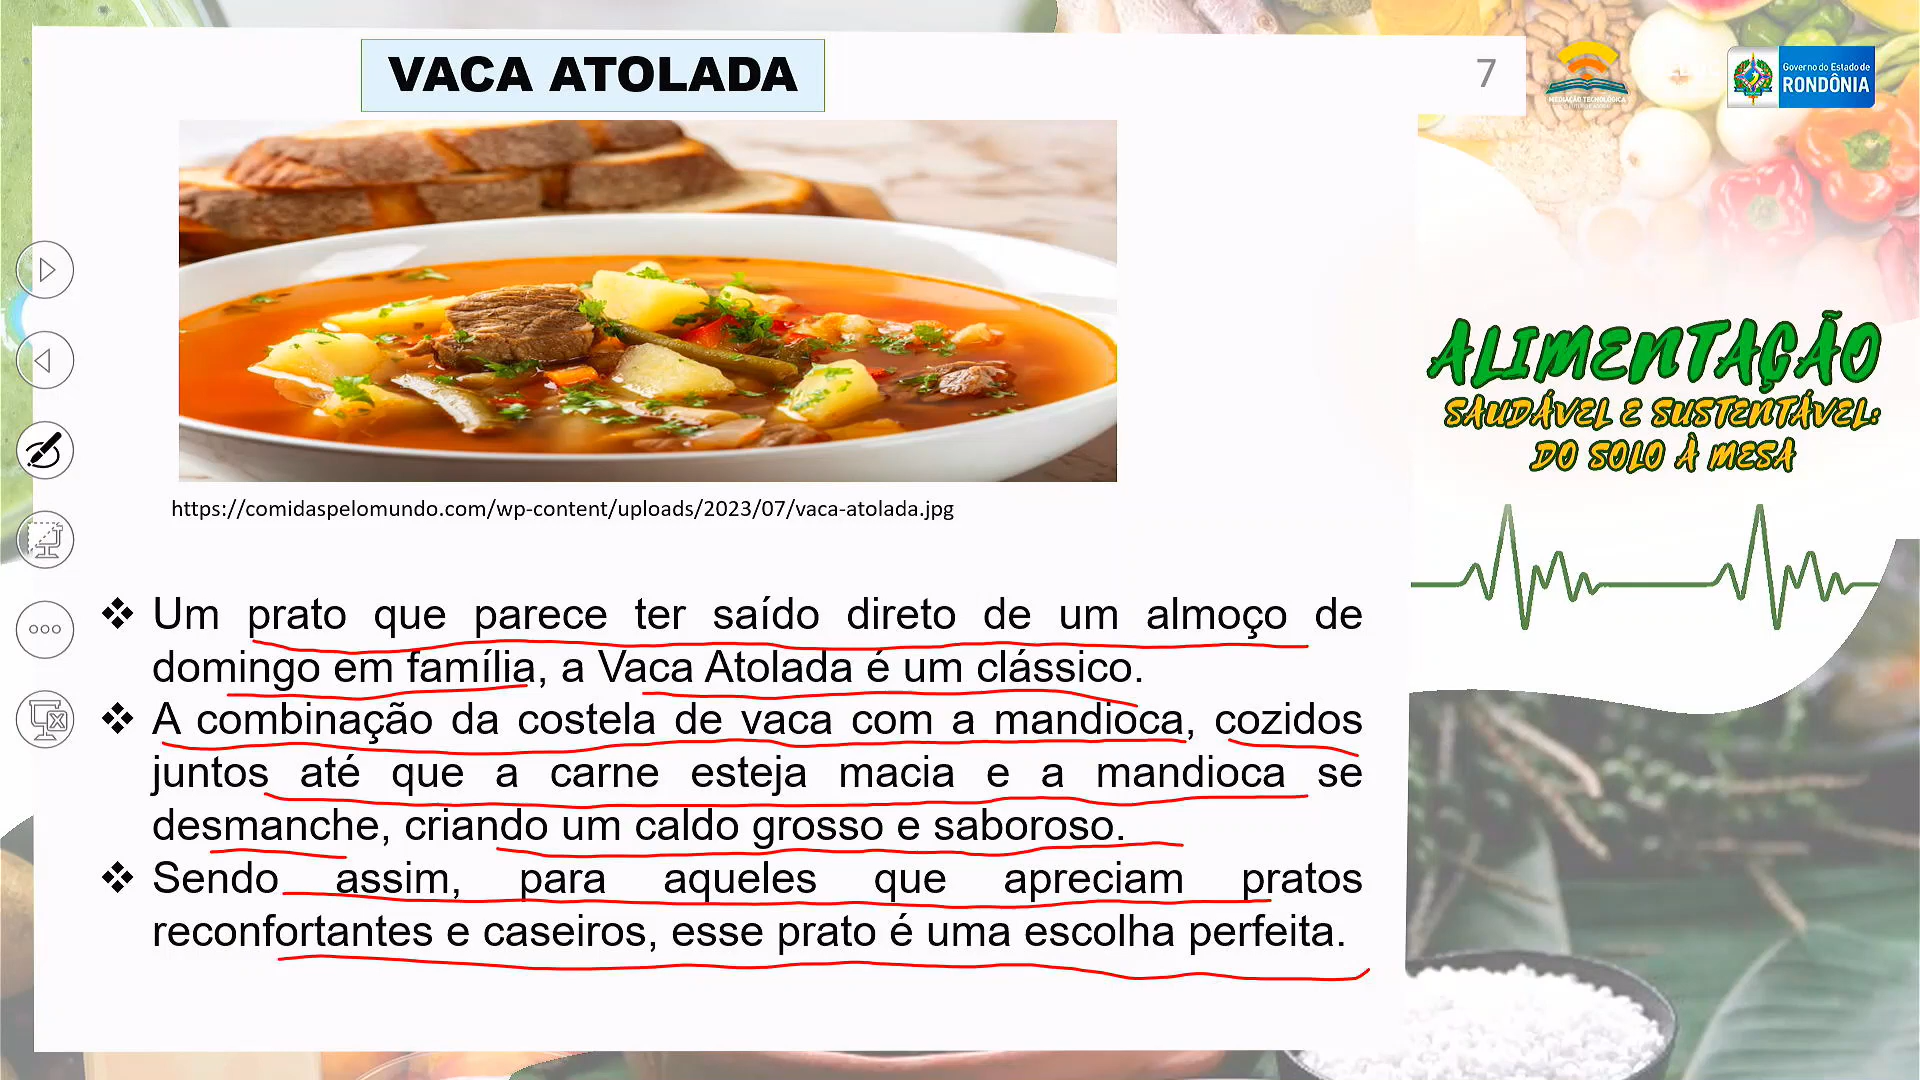 VACA ATOLADA
7
MEDIAÇÃO TECNOLÓGICA
Governo do Estado de
RONDÔNIA
ALIMENTAÇÃO
SAUDÁVEL E SUSTENTÁVEL:
DO SOLO À MESA
https://comidaspelomundo.com/wp-content/uploads/2023/07/vaca-atolada.jpg
❖ Um prato que parece ter saído direto de um almoço de
domingo em família, a Vaca Atolada é um clássico.
❖ A combinação da costela de vaca com a mandioca, cozidos
juntos até que a carne esteja macia e a mandioca se
desmanche, criando um caldo grosso e saboroso.
❖ Sendo assim, para aqueles que apreciam pratos
reconfortantes e caseiros, esse prato é uma escolha perfeita.